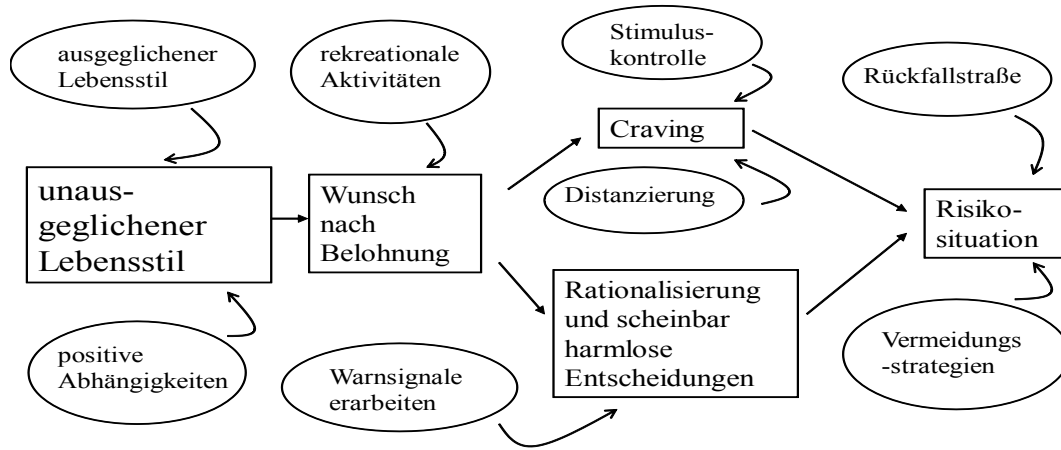 ausgeglichener
Lebensstil
rekreationale
Aktivitäten
Stimulus-
kontrolle
Rückfallstraße
Craving
unaus-
geglichener
Lebensstil
Wunsch
nach
Belohnung
Distanzierung
Risiko-
situation
Rationalisierung
und scheinbar
harmlose
Entscheidungen
positive
Abhängigkeiten
Warnsignale
erarbeiten
Vermeidungs
-strategien